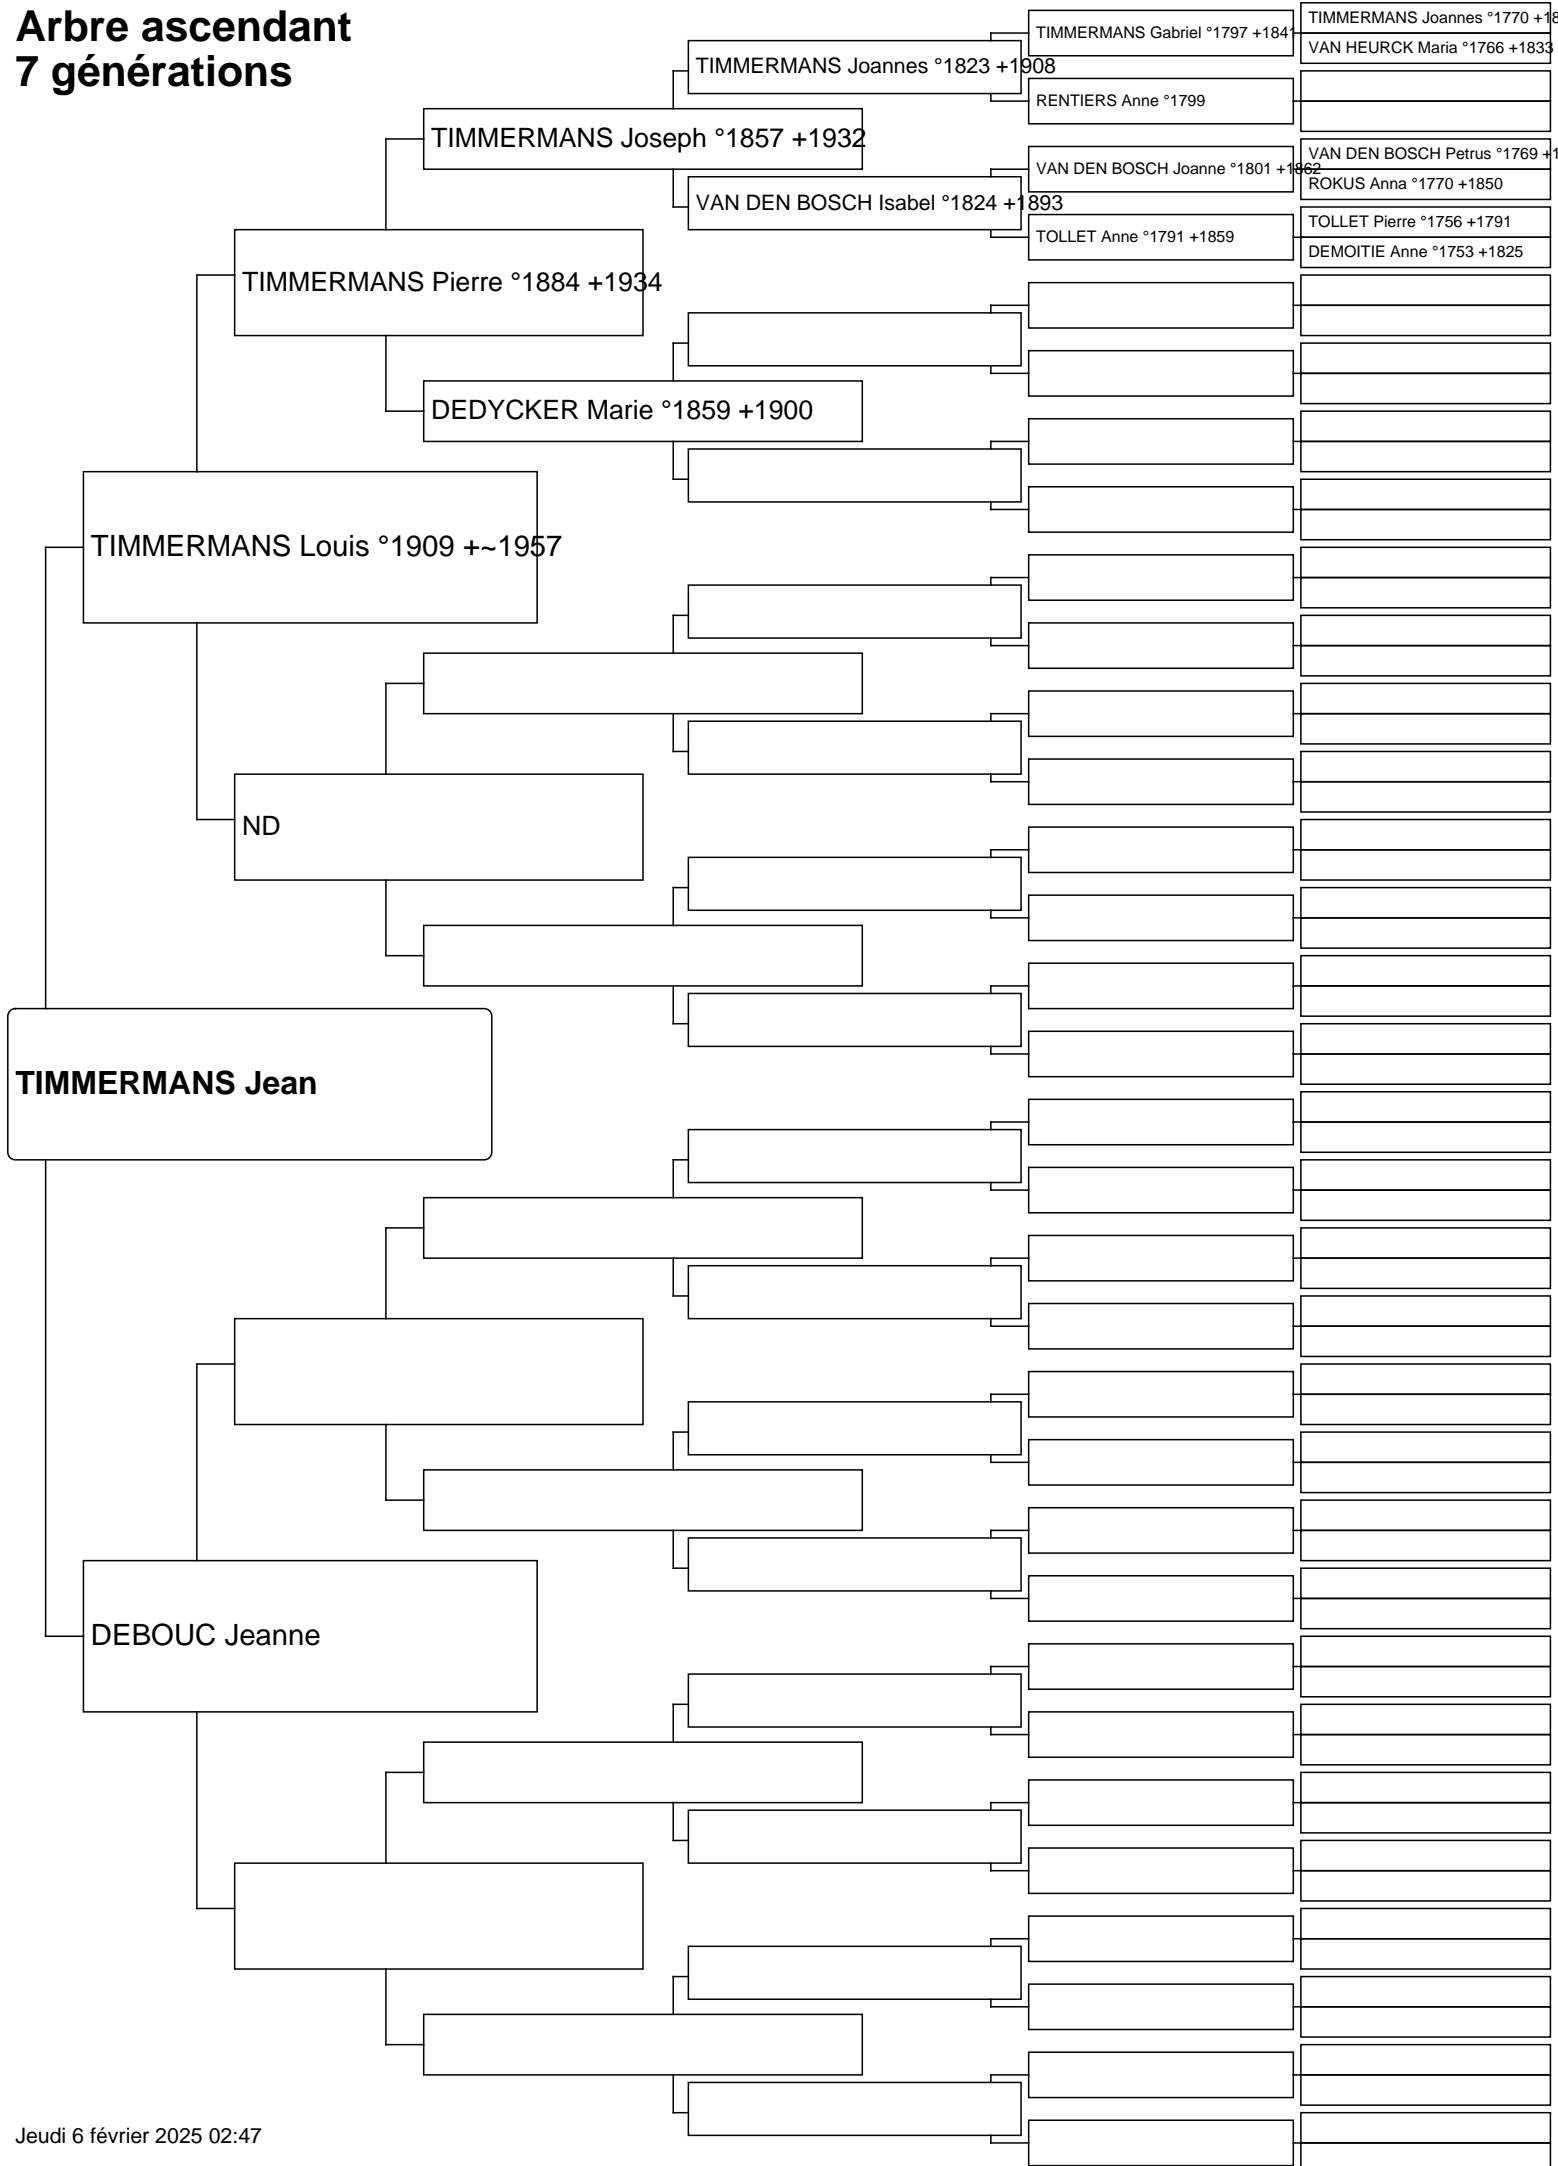 Arbre ascendant
7 générations
TIMMERMANS Gabriel °1797 +1841
TIMMERMANS Joannes °1770 +18
VAN HEURCK Maria °1766 +1833
TIMMERMANS Joannes °1823 +1908
RENTIERS Anne °1799
TIMMERMANS Joseph °1857 +1932
VAN DEN BOSCH Joanne °1801 +1862
VAN DEN BOSCH Petrus °1769 +1
ROKUS Anna °1770 +1850
VAN DEN BOSCH Isabel °1824 +1893
TOLLET Anne °1791 +1859
TOLLET Pierre °1756 +1791
DEMOITIE Anne °1753 +1825
TIMMERMANS Pierre °1884 +1934
DEDYCKER Marie °1859 +1900
TIMMERMANS Louis °1909 +~1957
ND
TIMMERMANS Jean
DEBOUC Jeanne
Jeudi 6 février 2025 02:47